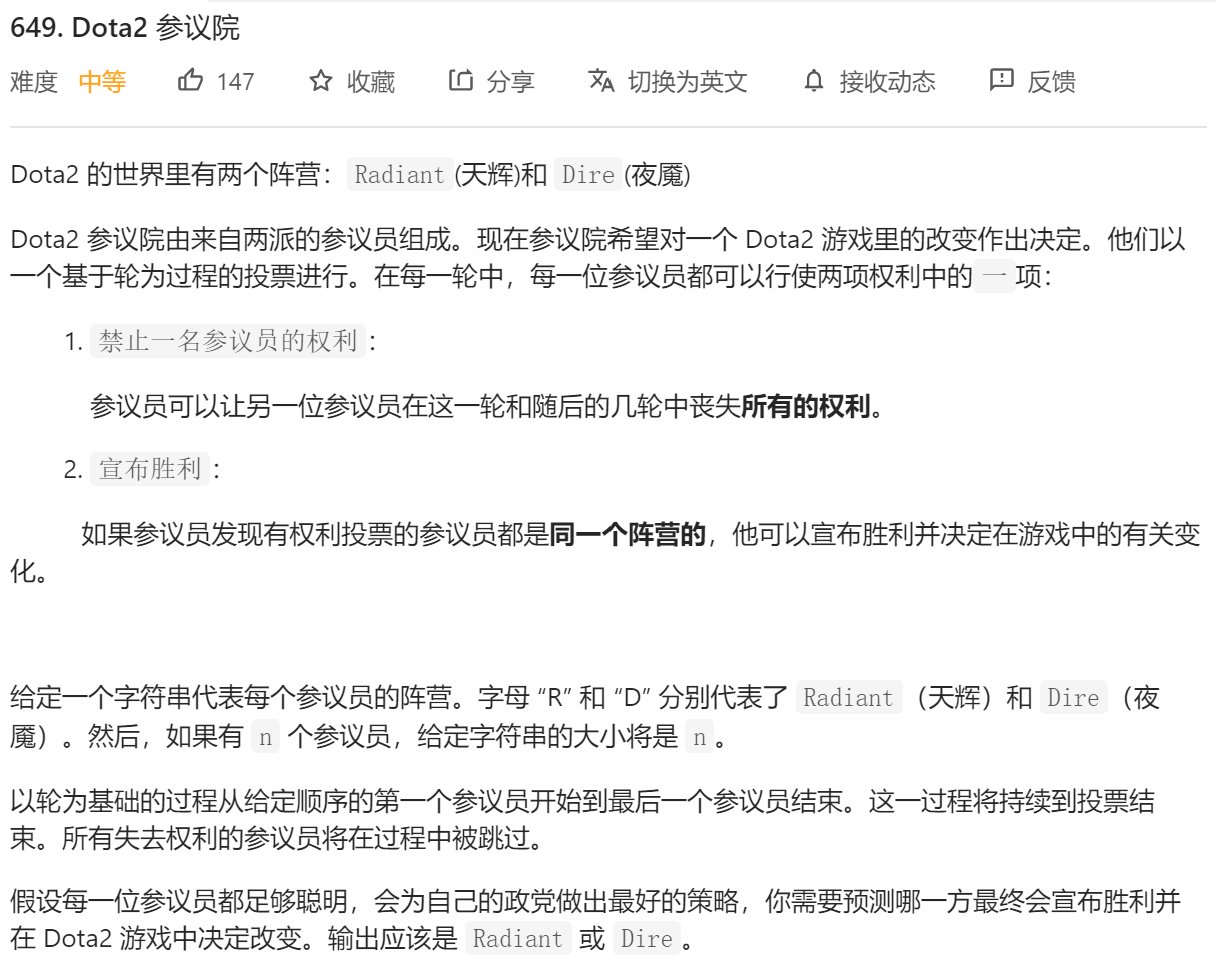 649. Dota2 参议院
难度 中等 147 收藏 分享 切换为英文 接收动态 反馈
Dota2 的世界里有两个阵营：Radiant(天辉)和 Dire(夜魇)
Dota2 参议院由来自两派的参议员组成。现在参议院希望对一个 Dota2 游戏里的改变作出决定。他们以
一个基于轮为过程的投票进行。在每一轮中，每一位参议员都可以行使两项权利中的一项：
1. 禁止一名参议员的权利：
参议员可以让另一位参议员在这一轮和随后的几轮中丧失所有的权利。
2. 宣布胜利：
如果参议员发现有权利投票的参议员都是同一个阵营的，他可以宣布胜利并决定在游戏中的有关变
化。
给定一个字符串代表每个参议员的阵营。字母 “R” 和 “D” 分别代表了 Radiant（天辉）和 Dire（夜
魇）。然后，如果有 n 个参议员，给定字符串的大小将是 n。
以轮为基础的过程从给定顺序的第一个参议员开始到最后一个参议员结束。这一过程将持续到投票结
束。所有失去权利的参议员将在过程中被跳过。
假设每一位参议员都足够聪明，会为自己的政党做出最好的策略，你需要预测哪一方最终会宣布胜利并
在 Dota2 游戏中决定改变。输出应该是 Radiant 或 Dire。